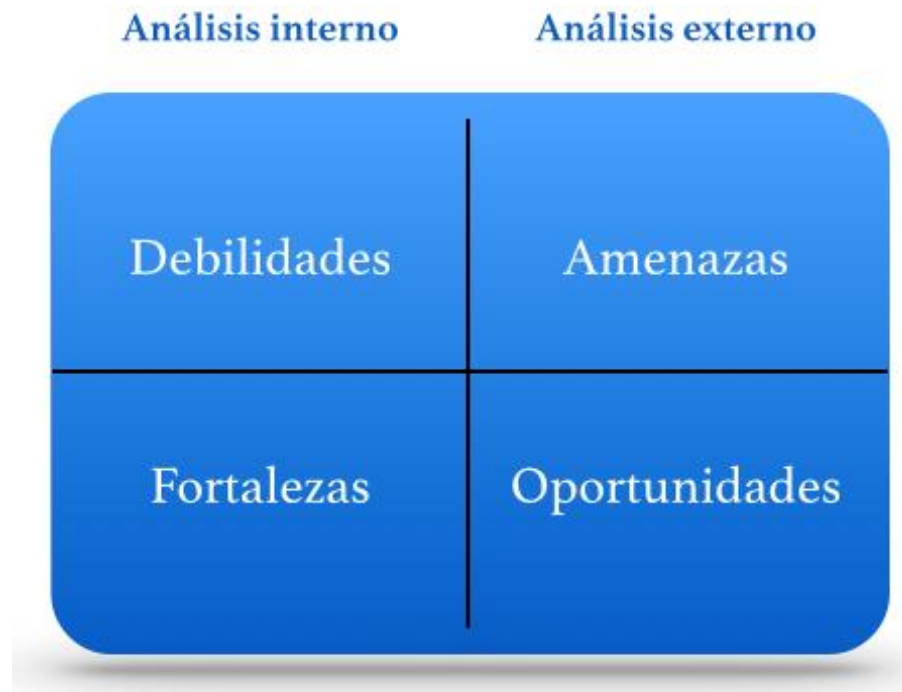 Análisis interno
Análisis externo
Debilidades
Amenazas
Fortalezas
Oportunidades